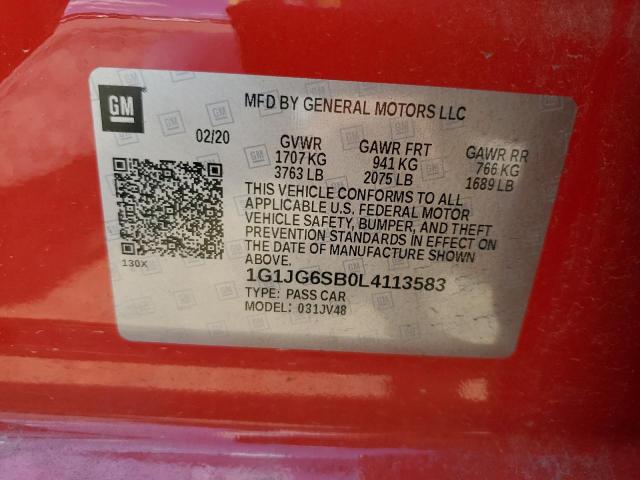 GM
MFD BY GENERAL MOTORS LLC
02/20
GVWR GAWR FRT GAWR RR
1707 KG 941 KG 766 KG
3763 LB 2075 LB 1689 LB
THIS VEHICLE CONFORMS TO ALL
APPLICABLE U.S. FEDERAL MOTOR
VEHICLE SAFETY, BUMPER, AND THEFT
PREVENTION STANDARDS IN EFFECT ON
THE DATE OF MANUFACTURE SHOWN
ABOVE.
130X
1G1JG6SB0L4113583
TYPE: PASS CAR
MODEL: 031JV48